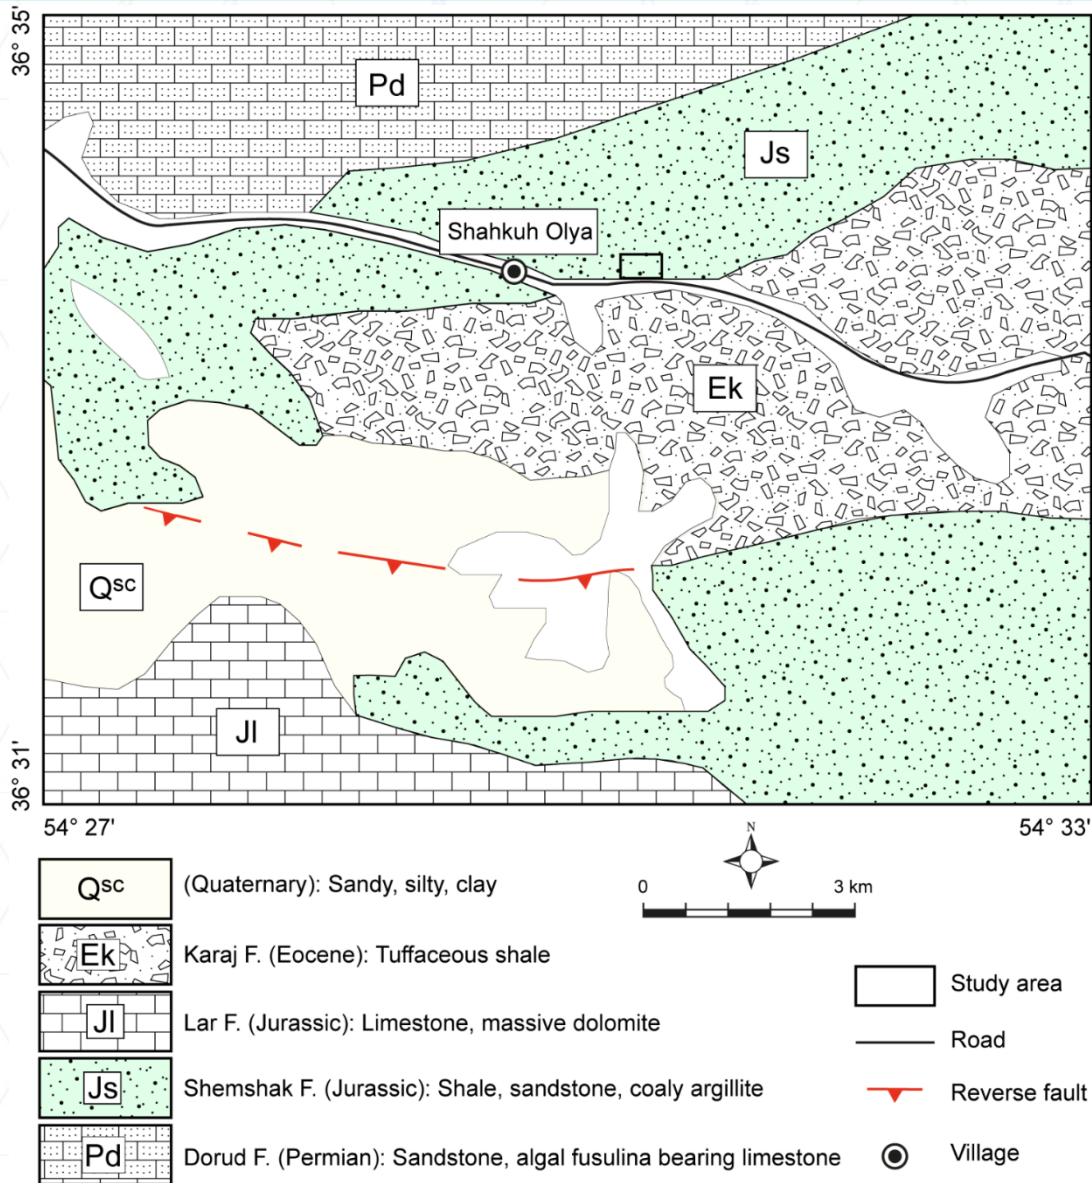 36° 35'
Pd
Js
Shahkuh Olya
Ek
Qsc
Jl
36° 31'
54° 27'
54° 33'
N
0 3 km
Qsc (Quaternary): Sandy, silty, clay
Ek Karaj F. (Eocene): Tuffaceous shale
Jl Lar F. (Jurassic): Limestone, massive dolomite
Js Shemshak F. (Jurassic): Shale, sandstone, coaly argillite
Pd Dorud F. (Permian): Sandstone, algal fusulina bearing limestone
Study area
Road
Reverse fault
Village